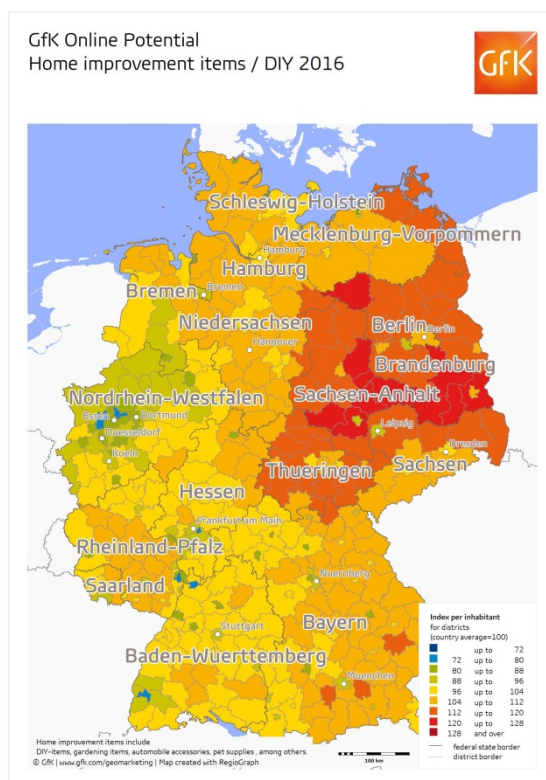 GfK Online Potential
Home improvement items / DIY 2016
GfK
Schleswig-Holstein
Mecklenburg-Vorpommern
Hamburg
Hamburg
Bremen
Bremen
Niedersachsen
Hannover
Berlin
Berlin
Brandenburg
Nordrhein-Westfalen
Sachsen-Anhalt
Essen
Dortmund
Duesseldorf
Leipzig
Koeln
Dresden
Sachsen
Thueringen
Hessen
Frankfurt am Main
Rheinland-Pfalz
Saarland
Nuernberg
Bayern
Stuttgart
Baden-Wuerttemberg
Muenchen
Index per inhabitant
for districts
(country average=100)
up to 72
72 up to 80
80 up to 88
88 up to 96
96 up to 104
104 up to 112
112 up to 120
120 up to 128
128 and over
federal state border
district border
Home improvement items include
DIY-items, gardening items, automobile accessories, pet supplies , among others.
© GfK | www.gfk.com/geomarketing | Map created with RegioGraph
100 km